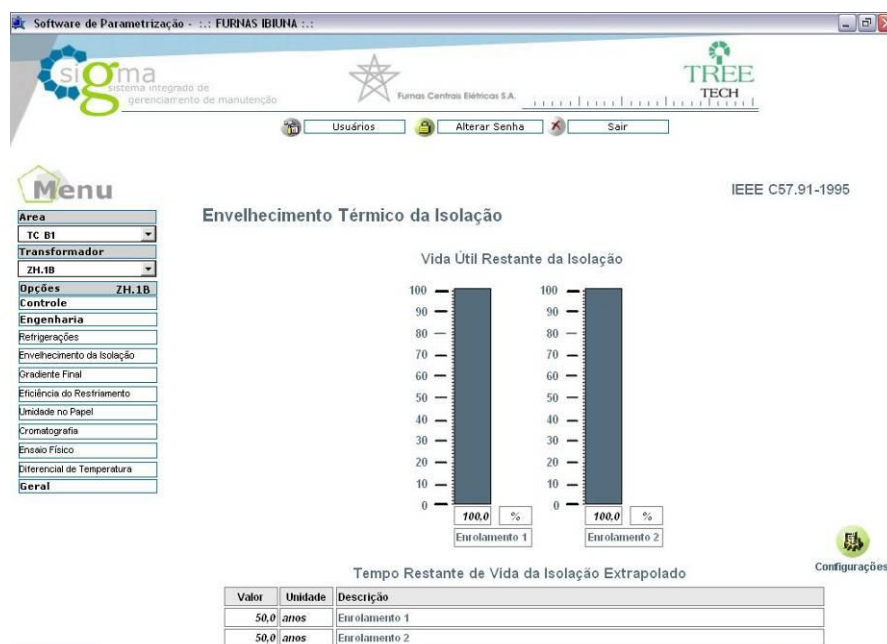 Software de Parametrização - :.: FURNAS IBIUNA :.:
sigma
sistema integrado de
gerenciamento de manutenção
Furnas Centrais Elétricas S.A.
TREE
TECH
Usuários
Alterar Senha
Sair
Menu
IEEE C57.91-1995
Area
TC B1
Transformador
ZH.1B
Opções ZH.1B
Controle
Engenharia
Refrigerações
Envelhecimento da Isolação
Gradiente Final
Eficiência do Resfriamento
Umidade no Papel
Cromatografia
Ensaio Físico
Diferencial de Temperatura
Geral
Envelhecimento Térmico da Isolação
Vida Útil Restante da Isolação
100 100
90 90
80 80
70 70
60 60
50 50
40 40
30 30
20 20
10 10
0 0
100,0 % 100,0 %
Enrolamento 1 Enrolamento 2
Configurações
Tempo Restante de Vida da Isolação Extrapolado
Valor Unidade Descrição
50,0 anos Enrolamento 1
50,0 anos Enrolamento 2